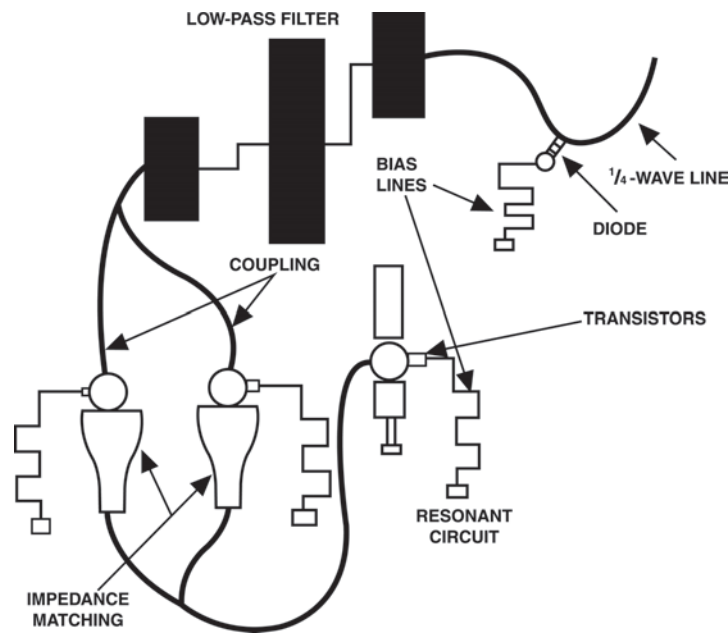 LOW-PASS FILTER
BIAS
LINES
1/4-WAVE LINE
DIODE
COUPLING
TRANSISTORS
RESONANT
CIRCUIT
IMPEDANCE
MATCHING